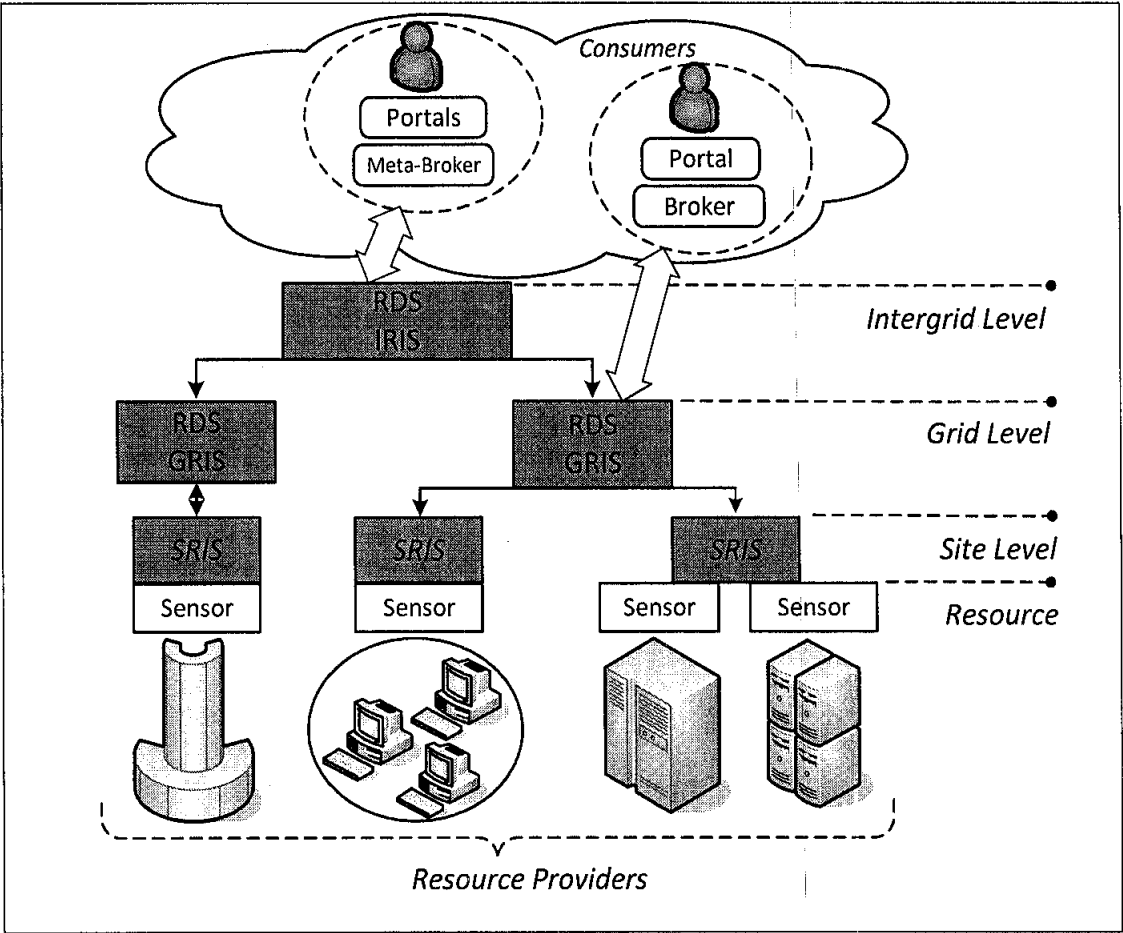 Consumers
Portals
Meta-Broker
Portal
Broker
RDS
IRIS
Intergrid Level
RDS
GRIS
RDS
GRIS
Grid Level
SRIS
SRIS
SRIS
Site Level
Sensor
Sensor
Sensor
Sensor
Resource
Resource Providers